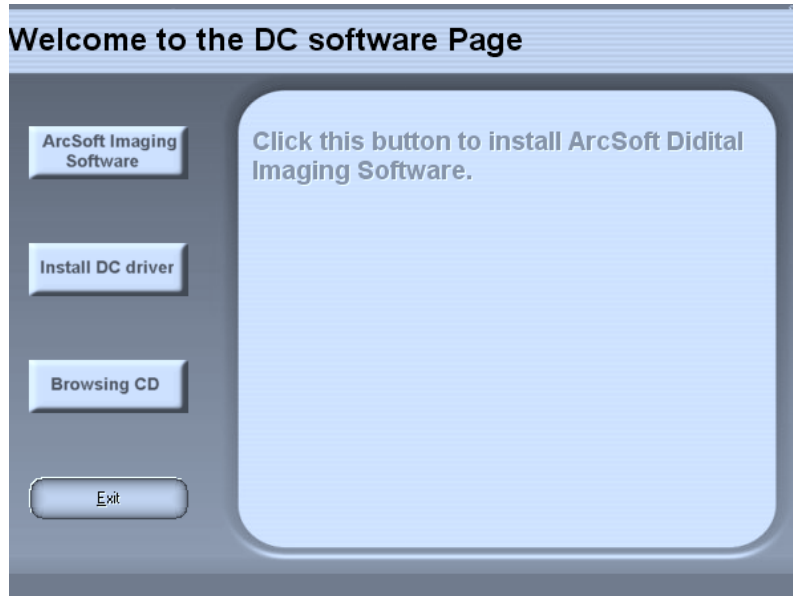 Welcome to the DC software Page
ArcSoft Imaging
Software
Click this button to install ArcSoft Didital
Imaging Software.
Install DC driver
Browsing CD
Exit